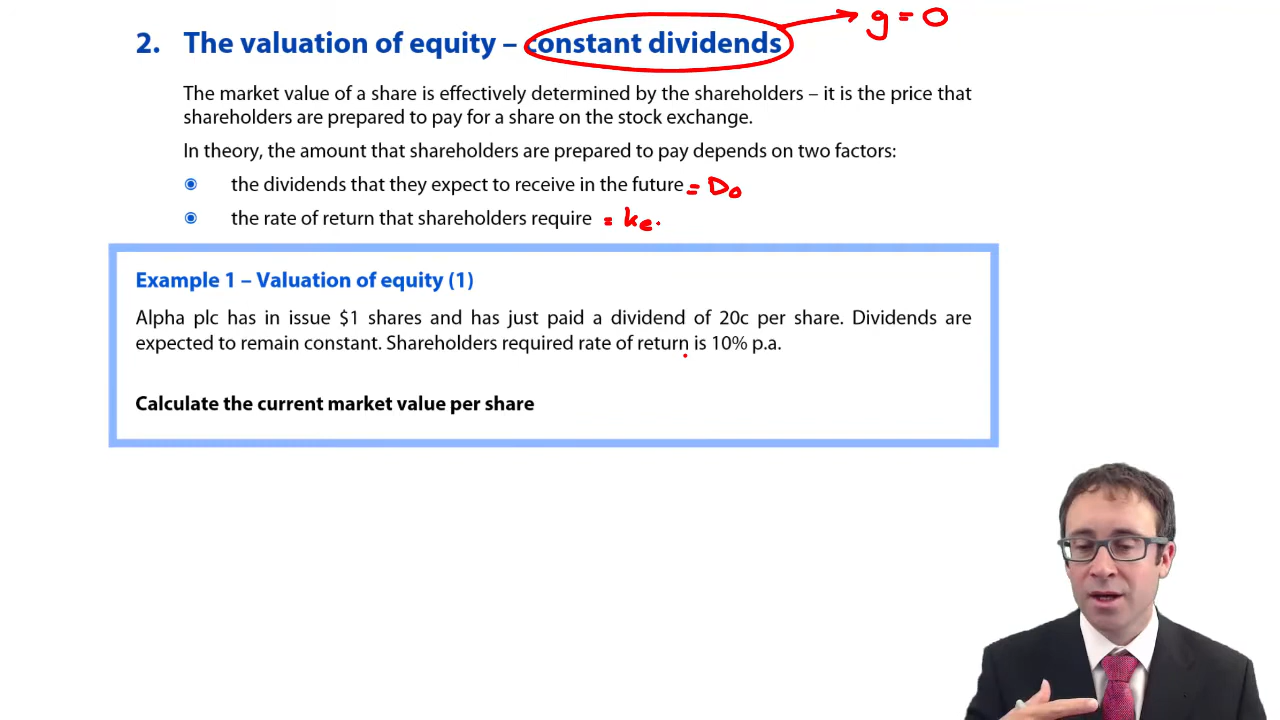 2. The valuation of equity – constant dividends → g = 0
The market value of a share is effectively determined by the shareholders – it is the price that
shareholders are prepared to pay for a share on the stock exchange.
In theory, the amount that shareholders are prepared to pay depends on two factors:
the dividends that they expect to receive in the future = D₀
the rate of return that shareholders require = ke.
Example 1 – Valuation of equity (1)
Alpha plc has in issue $1 shares and has just paid a dividend of 20c per share. Dividends are
expected to remain constant. Shareholders required rate of return is 10% p.a.
Calculate the current market value per share